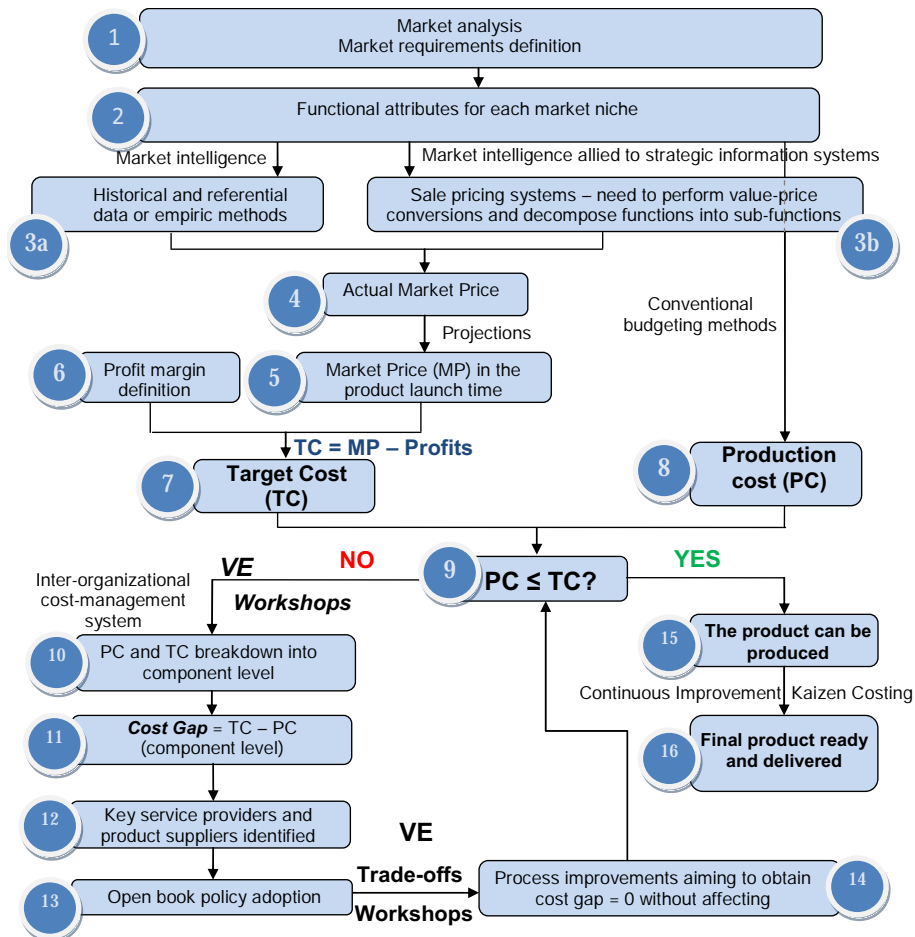 1
Market analysis
Market requirements definition
2
Functional attributes for each market niche
Market intelligence
Market intelligence allied to strategic information systems
Historical and referential
data or empiric methods
3a
Sale pricing systems – need to perform value-price
conversions and decompose functions into sub-functions
3b
4
Actual Market Price
Projections
Conventional
budgeting methods
6
Profit margin
definition
5
Market Price (MP) in the
product launch time
TC = MP – Profits
7
Target Cost
(TC)
8
Production
cost (PC)
9
PC ≤ TC?
NO
YES
VE
Workshops
Inter-organizational
cost-management
system
10
PC and TC breakdown into
component level
11
Cost Gap = TC – PC
(component level)
12
Key service providers and
product suppliers identified
13
Open book policy adoption
VE
Trade-offs
Workshops
14
Process improvements aiming to obtain
cost gap = 0 without affecting
15
The product can be
produced
Continuous Improvement
Kaizen Costing
16
Final product ready
and delivered